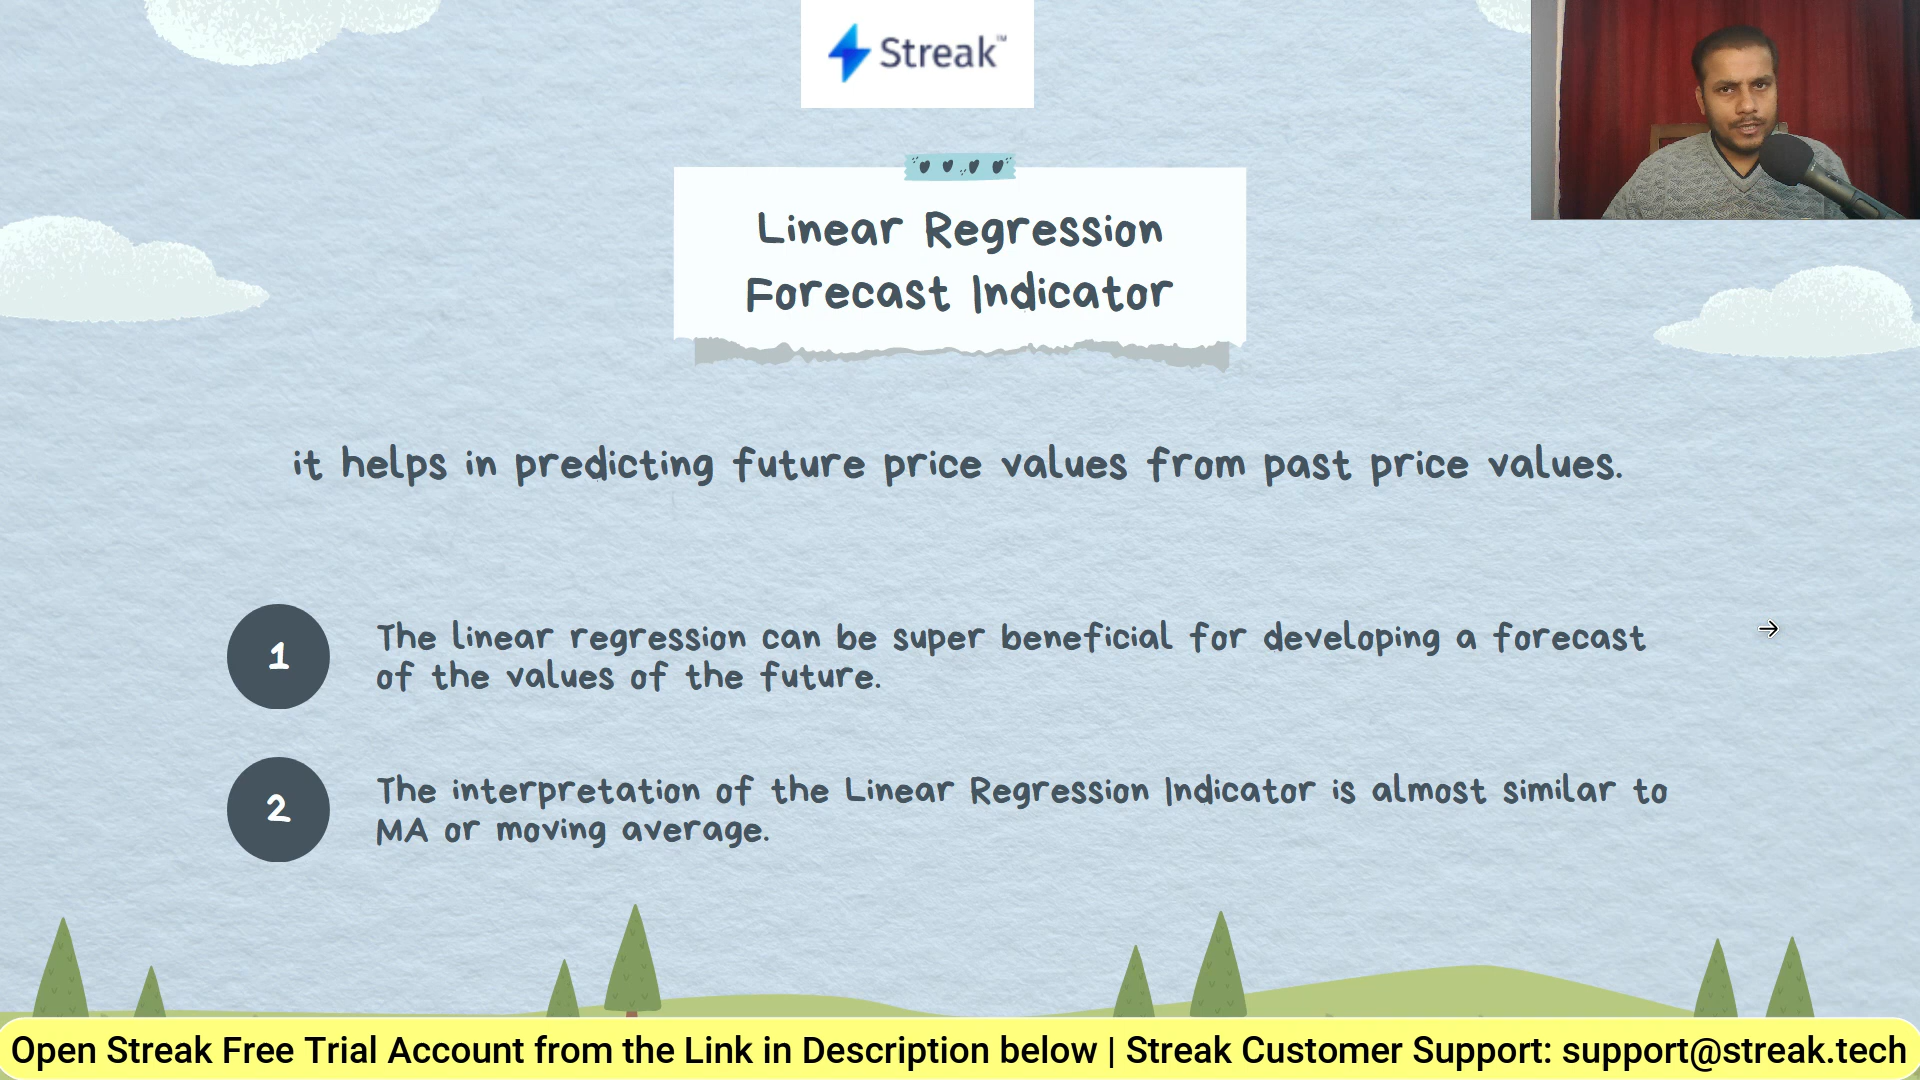 Streak™
Linear Regression
Forecast Indicator
it helps in predicting future price values from past price values.
1
The linear regression can be super beneficial for developing a forecast
of the values of the future.
2
The interpretation of the Linear Regression Indicator is almost similar to
MA or moving average.
Open Streak Free Trial Account from the Link in Description below | Streak Customer Support: support@streak.tech